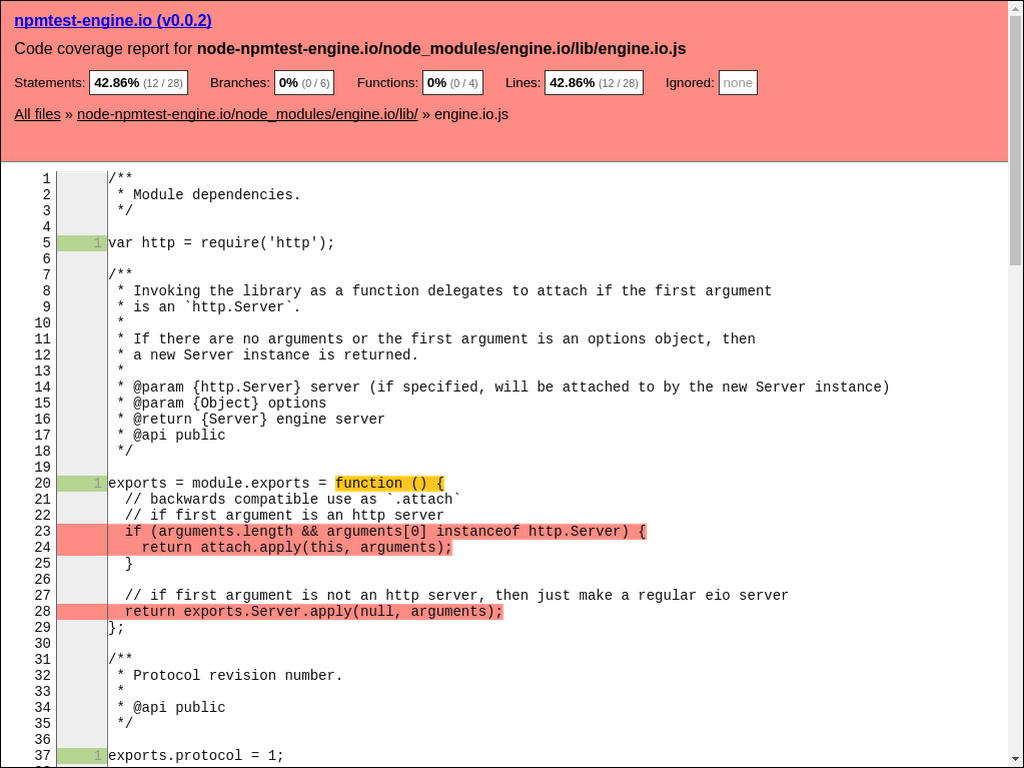 npmtest-engine.io (v0.0.2)
Code coverage report for node-npmtest-engine.io/node_modules/engine.io/lib/engine.io.js
Statements: 42.86% (12 / 28) Branches: 0% (0 / 6) Functions: 0% (0 / 4) Lines: 42.86% (12 / 28) Ignored: none
All files » node-npmtest-engine.io/node_modules/engine.io/lib/ » engine.io.js
1 /**
2  * Module dependencies.
3  */
4
5 1 var http = require('http');
6
7 /**
8  * Invoking the library as a function delegates to attach if the first argument
9  * is an `http.Server`.
10  *
11  * If there are no arguments or the first argument is an options object, then
12  * a new Server instance is returned.
13  *
14  * @param {http.Server} server (if specified, will be attached to by the new Server instance)
15  * @param {Object} options
16  * @return {Server} engine server
17  * @api public
18  */
19
20 1 exports = module.exports = function () {
21   // backwards compatible use as `.attach`
22   // if first argument is an http server
23   if (arguments.length && arguments[0] instanceof http.Server) {
24     return attach.apply(this, arguments);
25   }
26
27   // if first argument is not an http server, then just make a regular eio server
28   return exports.Server.apply(null, arguments);
29 };
30
31 /**
32  * Protocol revision number.
33  *
34  * @api public
35  */
36
37 1 exports.protocol = 1;